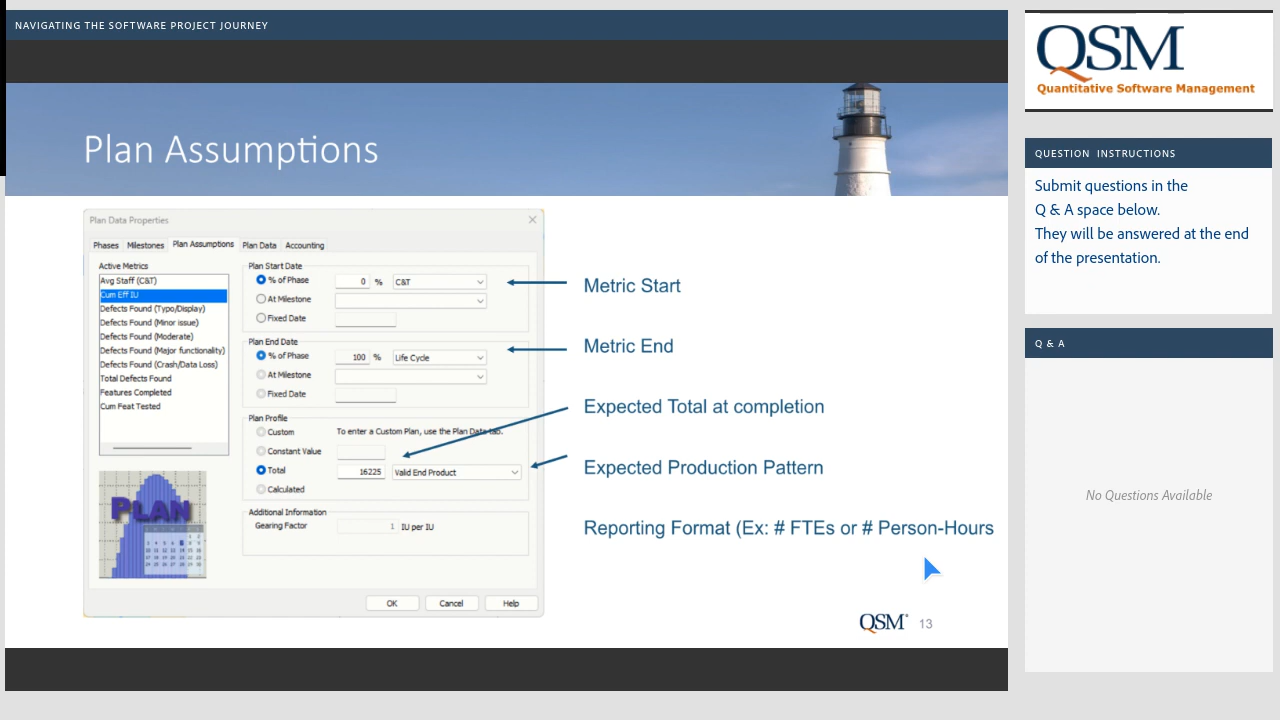 NAVIGATING THE SOFTWARE PROJECT JOURNEY
Plan Assumptions
Plan Data Properties
Phases Milestones Plan Assumptions Plan Data Accounting
Active Metrics
Avg Staff (C&T)
Cum Eff IU
Defects Found (Typo/Display)
Defects Found (Minor issue)
Defects Found (Moderate)
Defects Found (Major functionality)
Defects Found (Crash/Data Loss)
Total Defects Found
Features Completed
Cum Feat Tested
PLAN
Plan Start Date
% of Phase 0 % C&T
At Milestone
Fixed Date
Plan End Date
% of Phase 100 % Life Cycle
At Milestone
Fixed Date
Plan Profile
Custom To enter a Custom Plan, use the Plan Data tab.
Constant Value
Total 16225 Valid End Product
Calculated
Additional Information
Gearing Factor 1 IU per IU
OK Cancel Help
Metric Start
Metric End
Expected Total at completion
Expected Production Pattern
Reporting Format (Ex: # FTEs or # Person-Hours
QSM 13
QSM
Quantitative Software Management
QUESTION INSTRUCTIONS
Submit questions in the
Q & A space below.
They will be answered at the end
of the presentation.
Q & A
No Questions Available